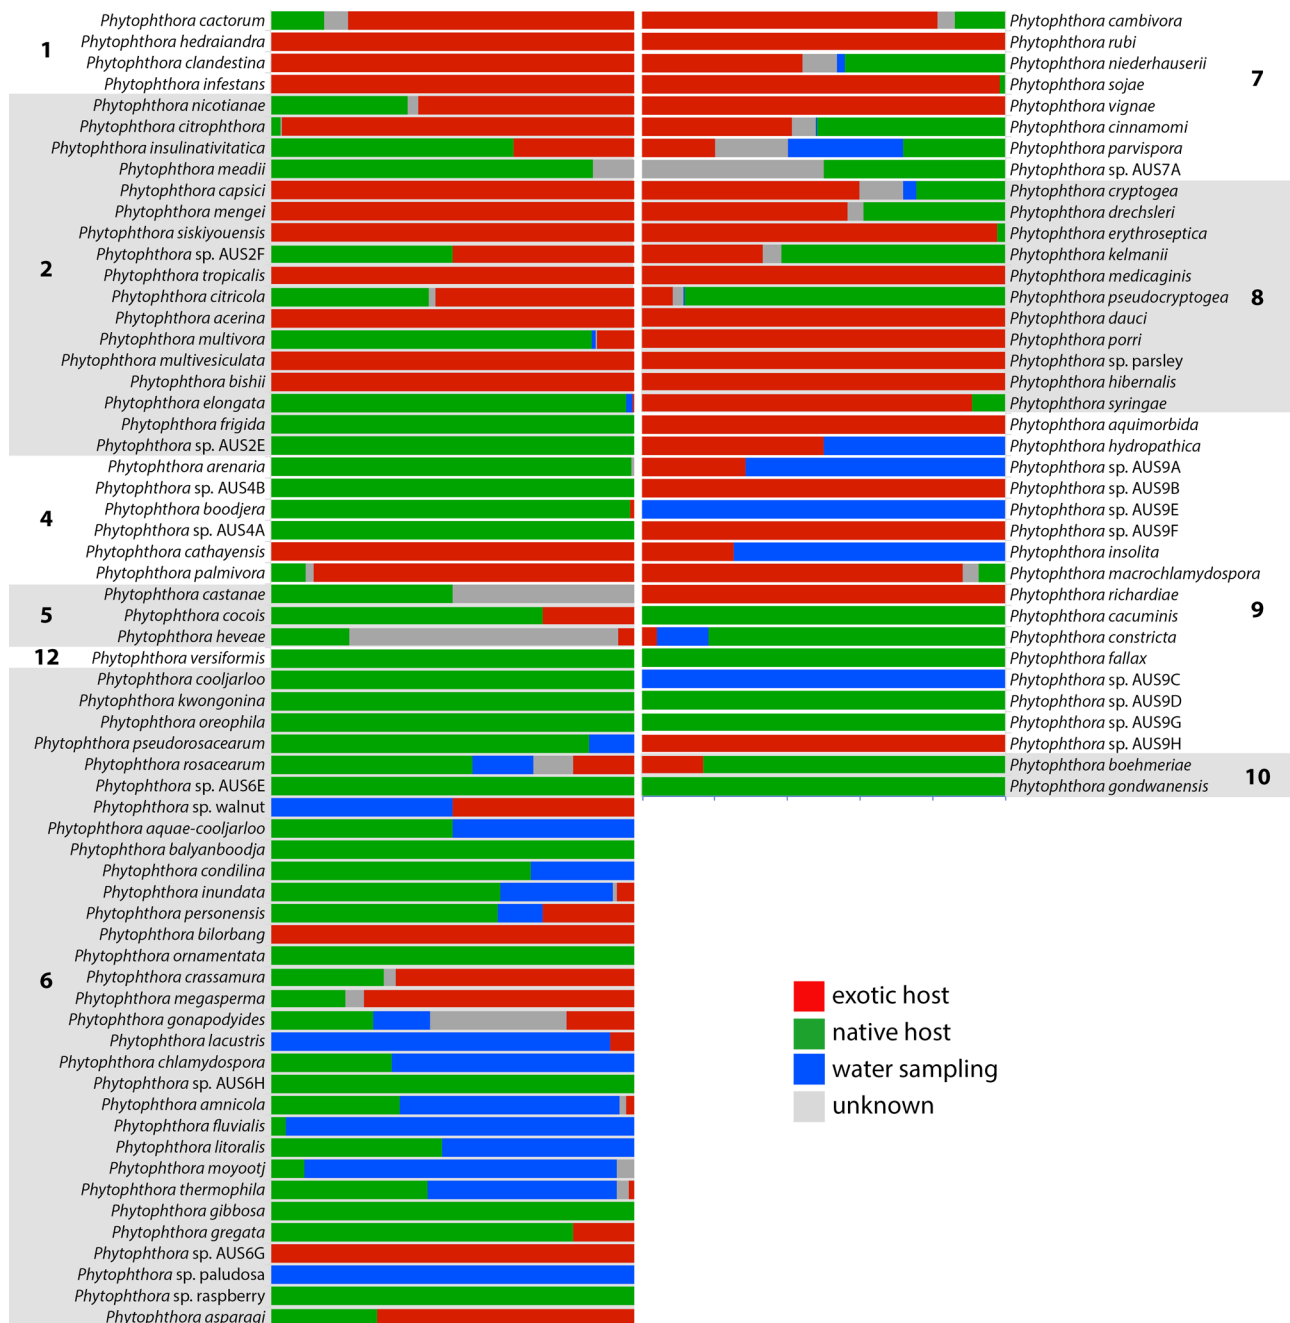 Phytophthora cactorum
Phytophthora hedraiandra
1
Phytophthora clandestina
Phytophthora infestans
Phytophthora nicotianae
Phytophthora citrophthora
Phytophthora insulinativitatica
Phytophthora meadii
Phytophthora capsici
Phytophthora mengei
Phytophthora siskiyouensis
Phytophthora sp. AUS2F
2
Phytophthora tropicalis
Phytophthora citricola
Phytophthora acerina
Phytophthora multivora
Phytophthora multivesiculata
Phytophthora bishii
Phytophthora elongata
Phytophthora frigida
Phytophthora sp. AUS2E
Phytophthora arenaria
Phytophthora sp. AUS4B
Phytophthora boodjera
4
Phytophthora sp. AUS4A
Phytophthora cathayensis
Phytophthora palmivora
Phytophthora castanae
5
Phytophthora cocois
Phytophthora heveae
12
Phytophthora versiformis
Phytophthora cooljarloo
Phytophthora kwongonina
Phytophthora oreophila
Phytophthora pseudorosacearum
Phytophthora rosacearum
Phytophthora sp. AUS6E
Phytophthora sp. walnut
Phytophthora aquae-cooljarloo
Phytophthora balyanboodja
Phytophthora condilina
Phytophthora inundata
Phytophthora personensis
Phytophthora bilorbang
Phytophthora ornamentata
Phytophthora crassamura
6
Phytophthora megasperma
Phytophthora gonapodyides
Phytophthora lacustris
Phytophthora chlamydospora
Phytophthora sp. AUS6H
Phytophthora amnicola
Phytophthora fluvialis
Phytophthora litoralis
Phytophthora moyootj
Phytophthora thermophila
Phytophthora gibbosa
Phytophthora gregata
Phytophthora sp. AUS6G
Phytophthora sp. paludosa
Phytophthora sp. raspberry
Phytophthora asparagi
Phytophthora cambivora
Phytophthora rubi
Phytophthora niederhauserii
7
Phytophthora sojae
Phytophthora vignae
Phytophthora cinnamomi
Phytophthora parvispora
Phytophthora sp. AUS7A
Phytophthora cryptogea
Phytophthora drechsleri
Phytophthora erythroseptica
Phytophthora kelmanii
Phytophthora medicaginis
Phytophthora pseudocryptogea
8
Phytophthora dauci
Phytophthora porri
Phytophthora sp. parsley
Phytophthora hibernalis
Phytophthora syringae
Phytophthora aquimorbida
Phytophthora hydropathica
Phytophthora sp. AUS9A
Phytophthora sp. AUS9B
Phytophthora sp. AUS9E
Phytophthora sp. AUS9F
Phytophthora insolita
Phytophthora macrochlamydospora
Phytophthora richardiae
9
Phytophthora cacuminis
Phytophthora constricta
Phytophthora fallax
Phytophthora sp. AUS9C
Phytophthora sp. AUS9D
Phytophthora sp. AUS9G
Phytophthora sp. AUS9H
Phytophthora boehmeriae
10
Phytophthora gondwanensis
exotic host
native host
water sampling
unknown